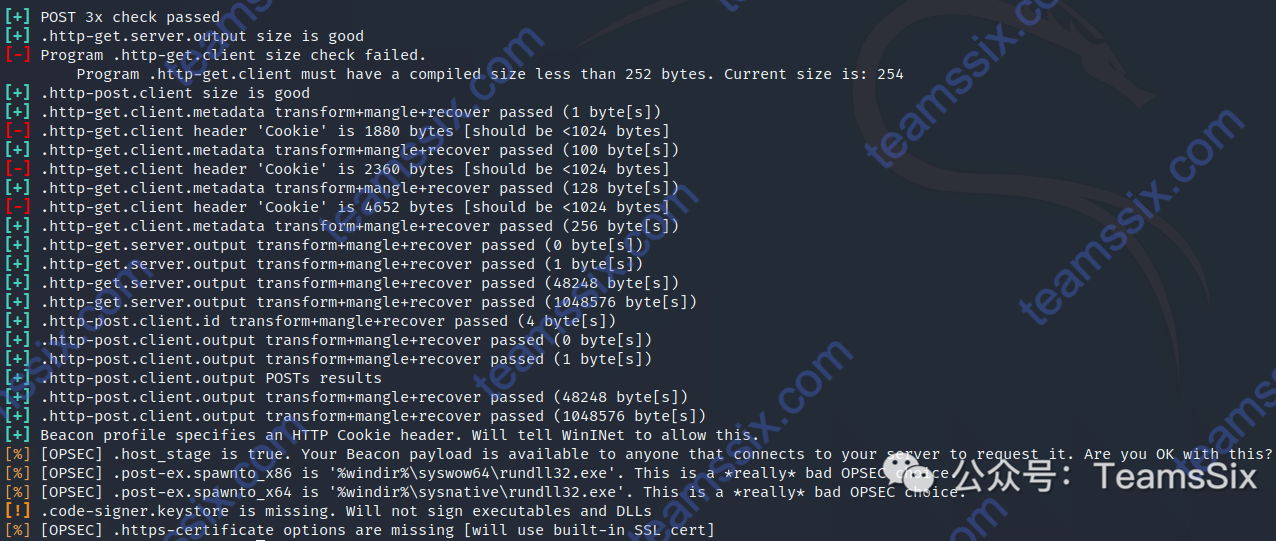 [+] POST 3x check passed
[+] .http-get.server.output size is good
[-] Program .http-get.client size check failed.
Program .http-get.client must have a compiled size less than 252 bytes. Current size is: 254
[+] .http-post.client size is good
[+] .http-get.client.metadata transform+mangle+recover passed (1 byte[s])
[-] .http-get.client header 'Cookie' is 1880 bytes [should be <1024 bytes]
[+] .http-get.client.metadata transform+mangle+recover passed (100 byte[s])
[-] .http-get.client header 'Cookie' is 2360 bytes [should be <1024 bytes]
[+] .http-get.client.metadata transform+mangle+recover passed (128 byte[s])
[-] .http-get.client header 'Cookie' is 4652 bytes [should be <1024 bytes]
[+] .http-get.client.metadata transform+mangle+recover passed (256 byte[s])
[+] .http-get.server.output transform+mangle+recover passed (0 byte[s])
[+] .http-get.server.output transform+mangle+recover passed (1 byte[s])
[+] .http-get.server.output transform+mangle+recover passed (48248 byte[s])
[+] .http-get.server.output transform+mangle+recover passed (1048576 byte[s])
[+] .http-post.client.id transform+mangle+recover passed (4 byte[s])
[+] .http-post.client.output transform+mangle+recover passed (0 byte[s])
[+] .http-post.client.output transform+mangle+recover passed (1 byte[s])
[+] .http-post.client.output POSTs results
[+] .http-post.client.output transform+mangle+recover passed (48248 byte[s])
[+] .http-post.client.output transform+mangle+recover passed (1048576 byte[s])
[+] Beacon profile specifies an HTTP Cookie header. Will tell WinINet to allow this.
[%] [OPSEC] .host_stage is true. Your Beacon payload is available to anyone that connects to your server to request it. Are you OK with this?
[%] [OPSEC] .post-ex.spawnto_x86 is '%windir%\syswow64\rundll32.exe'. This is a *really* bad OPSEC choice.
[%] [OPSEC] .post-ex.spawnto_x64 is '%windir%\sysnative\rundll32.exe'. This is a *really* bad OPSEC choice.
[!] .code-signer.keystore is missing. Will not sign executables and DLLs
[%] [OPSEC] .https-certificate options are missing [will use built-in SSL cert]
公众号：TeamsSix
teamssix.com
teamssix.com
teamssix.com
teamssix.com
teamssix.com
teamssix.com